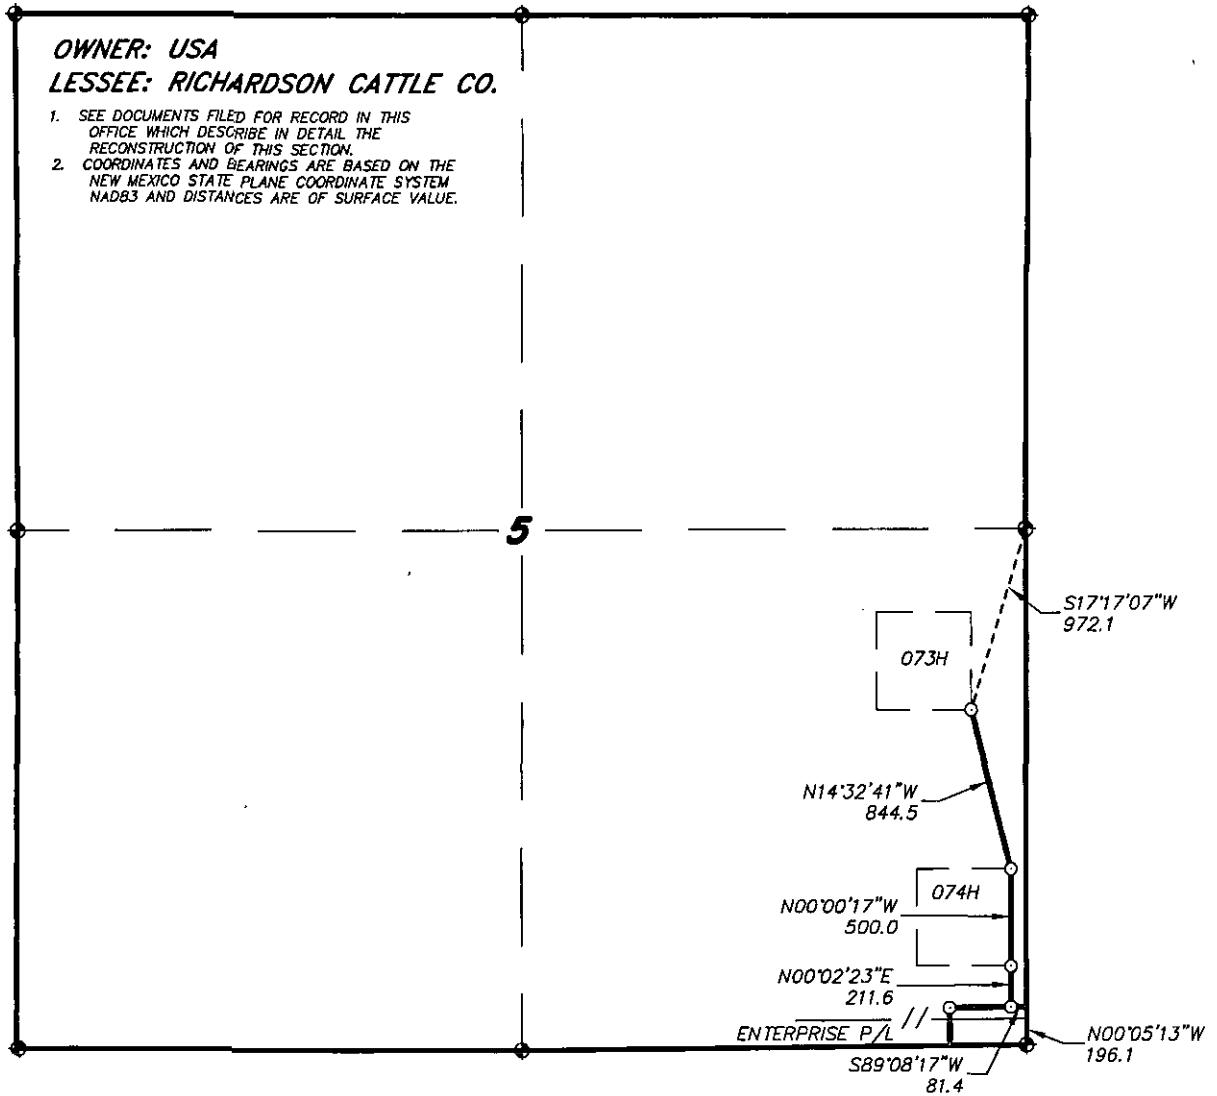 OWNER: USA
LESSEE: RICHARDSON CATTLE CO.
1. SEE DOCUMENTS FILED FOR RECORD IN THIS
OFFICE WHICH DESCRIBE IN DETAIL THE
RECONSTRUCTION OF THIS SECTION.
2. COORDINATES AND BEARINGS ARE BASED ON THE
NEW MEXICO STATE PLANE COORDINATE SYSTEM
NAD83 AND DISTANCES ARE OF SURFACE VALUE.
5
S17°17'07"W
972.1
073H
N14°32'41"W
844.5
074H
N00°00'17"W
500.0
N00°02'23"E
211.6
ENTERPRISE P/L
N00°05'13"W
196.1
S89°08'17"W
81.4